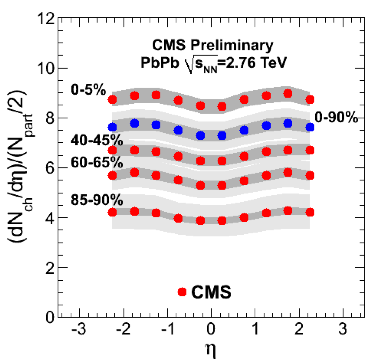 CMS Preliminary
PbPb √sNN=2.76 TeV
0-5%
0-90%
40-45%
60-65%
85-90%
CMS
(dNch/dη)/(Npart/2)
12
10
8
6
4
2
0
-3 -2 -1 0 1 2 3
η